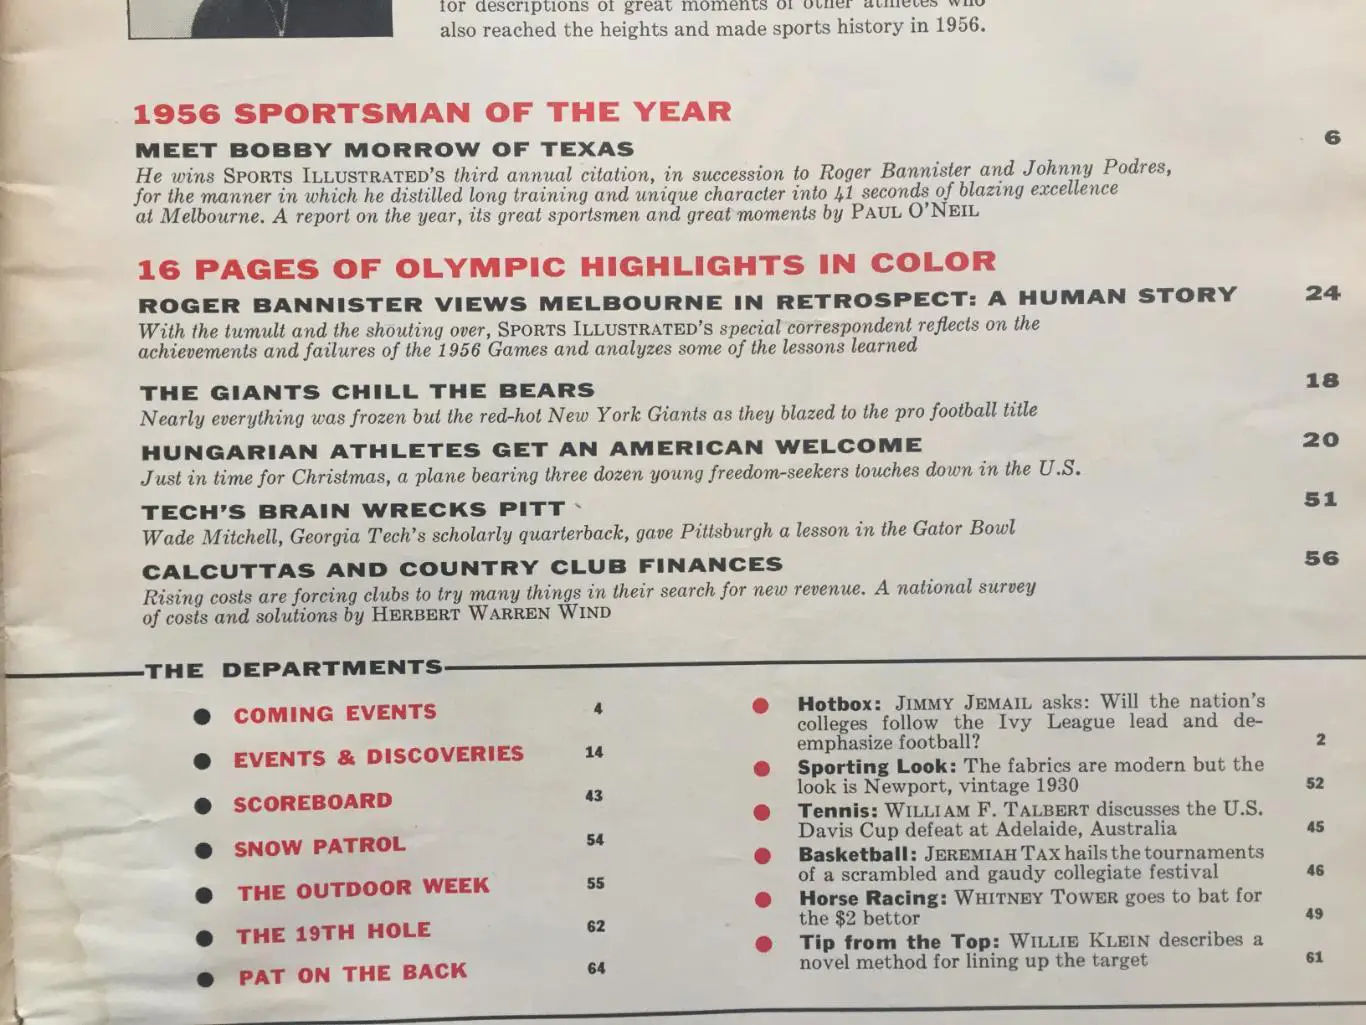 for descriptions of great moments of other athletes who
also reached the heights and made sports history in 1956.
1956 SPORTSMAN OF THE YEAR
MEET BOBBY MORROW OF TEXAS 6
He wins SPORTS ILLUSTRATED'S third annual citation, in succession to Roger Bannister and Johnny Podres,
for the manner in which he distilled long training and unique character into 41 seconds of blazing excellence
at Melbourne. A report on the year, its great sportsmen and great moments by PAUL O'NEIL
16 PAGES OF OLYMPIC HIGHLIGHTS IN COLOR
ROGER BANNISTER VIEWS MELBOURNE IN RETROSPECT: A HUMAN STORY 24
With the tumult and the shouting over, SPORTS ILLUSTRATED'S special correspondent reflects on the
achievements and failures of the 1956 Games and analyzes some of the lessons learned
THE GIANTS CHILL THE BEARS 18
Nearly everything was frozen but the red-hot New York Giants as they blazed to the pro football title
HUNGARIAN ATHLETES GET AN AMERICAN WELCOME 20
Just in time for Christmas, a plane bearing three dozen young freedom-seekers touches down in the U.S.
TECH'S BRAIN WRECKS PITT 51
Wade Mitchell, Georgia Tech's scholarly quarterback, gave Pittsburgh a lesson in the Gator Bowl
CALCUTTAS AND COUNTRY CLUB FINANCES 56
Rising costs are forcing clubs to try many things in their search for new revenue. A national survey
of costs and solutions by HERBERT WARREN WIND
THE DEPARTMENTS
COMING EVENTS 4
EVENTS & DISCOVERIES 14
SCOREBOARD 43
SNOW PATROL 54
THE OUTDOOR WEEK 55
THE 19TH HOLE 62
PAT ON THE BACK 64
Hotbox: JIMMY JEMAIL asks: Will the nation's
colleges follow the Ivy League lead and de-
emphasize football? 2
Sporting Look: The fabrics are modern but the
look is Newport, vintage 1930 52
Tennis: WILLIAM F. TALBERT discusses the U.S.
Davis Cup defeat at Adelaide, Australia 45
Basketball: JEREMIAH TAX hails the tournaments
of a scrambled and gaudy collegiate festival 46
Horse Racing: WHITNEY TOWER goes to bat for
the $2 bettor 49
Tip from the Top: WILLIE KLEIN describes a
novel method for lining up the target 61